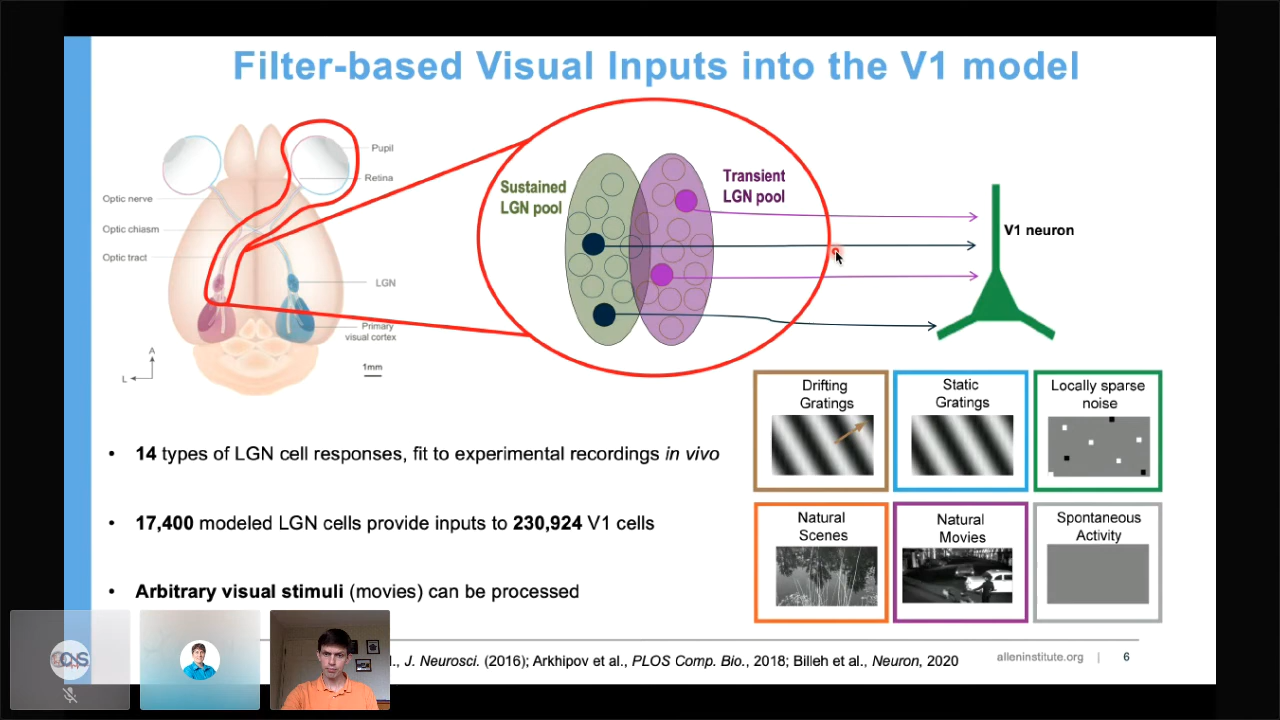 Filter-based Visual Inputs into the V1 model
Pupil
Retina
Optic nerve
Optic chiasm
Optic tract
LGN
Primary
visual cortex
A
L
1mm
Sustained
LGN pool
Transient
LGN pool
V1 neuron
Drifting
Gratings
Static
Gratings
Locally sparse
noise
Natural
Scenes
Natural
Movies
Spontaneous
Activity
• 14 types of LGN cell responses, fit to experimental recordings in vivo
• 17,400 modeled LGN cells provide inputs to 230,924 V1 cells
• Arbitrary visual stimuli (movies) can be processed
J. Neurosci. (2016); Arkhipov et al., PLOS Comp. Bio., 2018; Billeh et al., Neuron, 2020
alleninstitute.org | 6